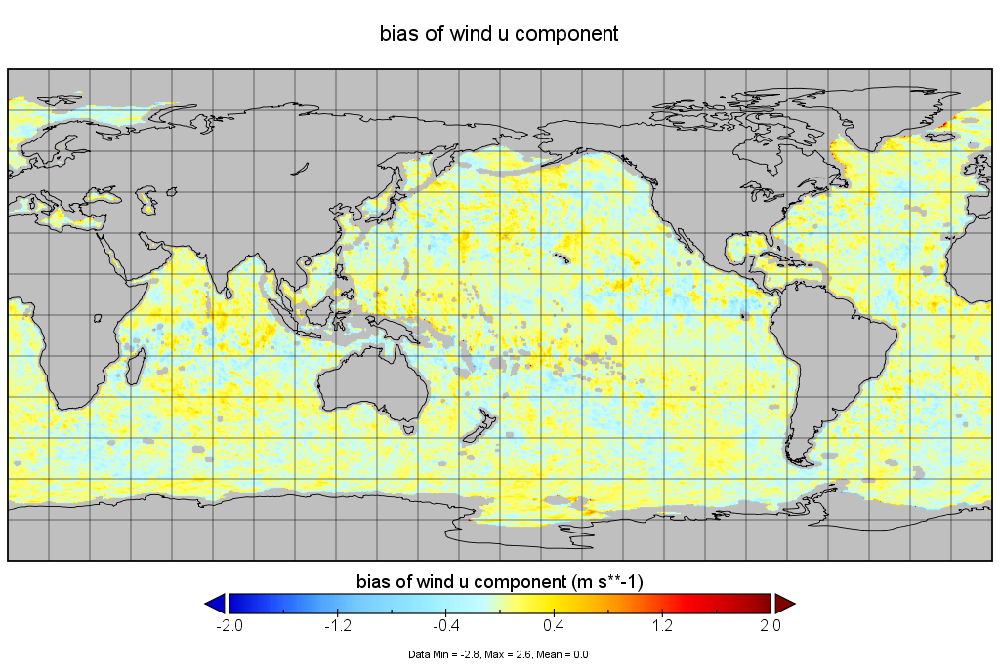 bias of wind u component
bias of wind u component (m s**-1)
-2.0 -1.2 -0.4 0.4 1.2 2.0
Data Min = -2.8, Max = 2.6, Mean = 0.0